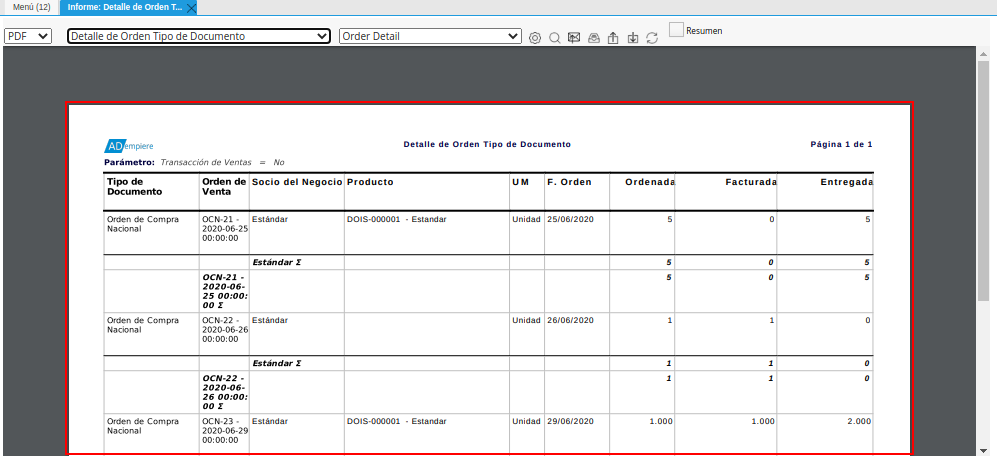 Menú (12) Informe: Detalle de Orden T...
PDF Detalle de Orden Tipo de Documento Order Detail Resumen
ADempiere Detalle de Orden Tipo de Documento Página 1 de 1
Parámetro: Transacción de Ventas = No
Tipo de Orden de Socio del Negocio Producto UM F. Orden Ordenada Facturada Entregada
Documento Venta
Orden de Compra OCN-21 - Estándar DOIS-000001 - Estandar Unidad 25/06/2020 5 0 5
Nacional 2020-06-25
00:00:00
Estándar Σ 5 0 5
OCN-21 - 5 0 5
2020-06-
25 00:00:
00 Σ
Orden de Compra OCN-22 - Estándar Unidad 26/06/2020 1 1 0
Nacional 2020-06-26
00:00:00
Estándar Σ 1 1 0
OCN-22 - 1 1 0
2020-06-
26 00:00:
00 Σ
Orden de Compra OCN-23 - Estándar DOIS-000001 - Estandar Unidad 29/06/2020 1.000 1.000 2.000
Nacional 2020-06-29
00:00:00